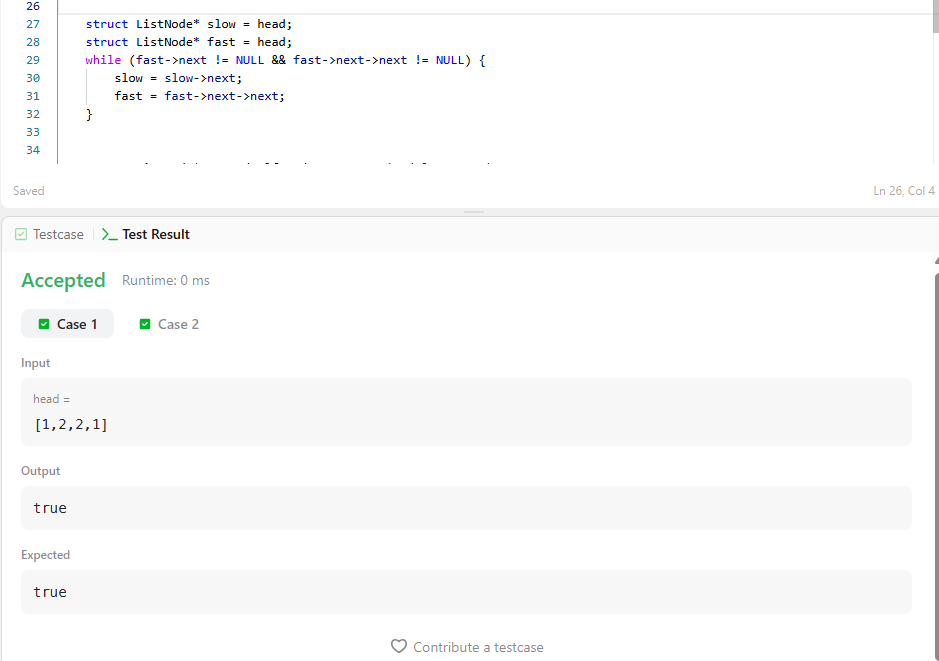 26
27 struct ListNode* slow = head;
28 struct ListNode* fast = head;
29 while (fast->next != NULL && fast->next->next != NULL) {
30 slow = slow->next;
31 fast = fast->next->next;
32 }
33
34
Saved
Ln 26, Col 4
Testcase
Test Result
Accepted Runtime: 0 ms
Case 1 Case 2
Input
head =
[1,2,2,1]
Output
true
Expected
true
Contribute a testcase